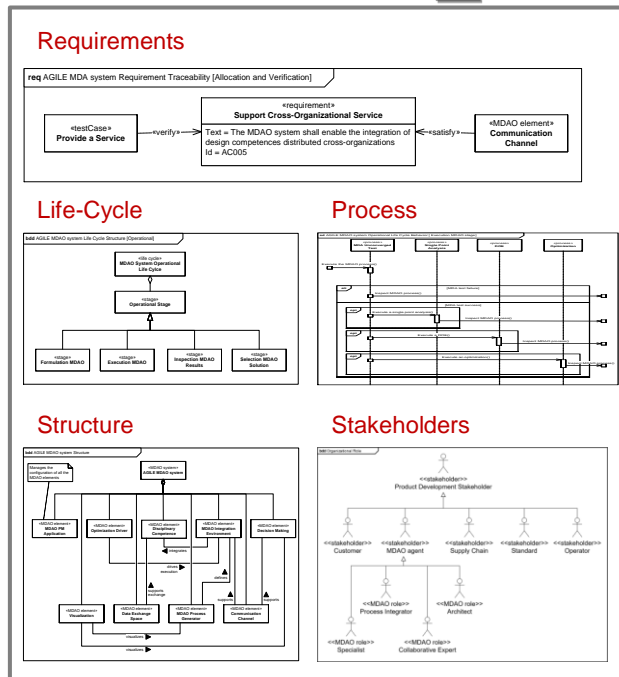 Requirements
req AGILE MDA system Requirement Traceability [Allocation and Verification]
«testCase»
Provide a Service
«verify»
«requirement»
Support Cross-Organizational Service
Text = The MDAO system shall enable the integration of
design competences distributed cross-organizations
Id = AC005
«satisfy»
«MDAO element»
Communication
Channel
Life-Cycle
bdd AGILE MDAO system Life Cycle Structure [Operational]
«life cycle»
MDAO System Operational
Life Cylce
«stage»
Operational Stage
«stage»
Formulation MDAO
«stage»
Execution MDAO
«stage»
Inspection MDAO
Results
«stage»
Selection MDAO
Solution
Process
Optimization
Structure
bdd AGILE MDAO system Structure
Manages the
configuration of all the
MDAO elements
«MDAO system»
AGILE MDAO system
«MDAO element»
MDAO PM
Application
«MDAO element»
Optimization Driver
«MDAO element»
Disciplinary
Competence
«MDAO element»
MDAO Integration
Environment
«MDAO element»
Decision Making
integrates
drives
execution
defines
supports
exchange
supports
supports
«MDAO element»
Visualization
«MDAO element»
Data Exchange
Space
«MDAO element»
MDAO Process
Generator
«MDAO element»
Communication
Channel
visualizes
visualizes
Stakeholders
bdd Organizational Role
<<stakeholder>>
Product Development Stakeholder
<<stakeholder>>
Customer
<<stakeholder>>
MDAO agent
<<stakeholder>>
Supply Chain
<<stakeholder>>
Standard
<<stakeholder>>
Operator
<<MDAO role>>
Process Integrator
<<MDAO role>>
Architect
<<MDAO role>>
Specialist
<<MDAO role>>
Collaborative Expert